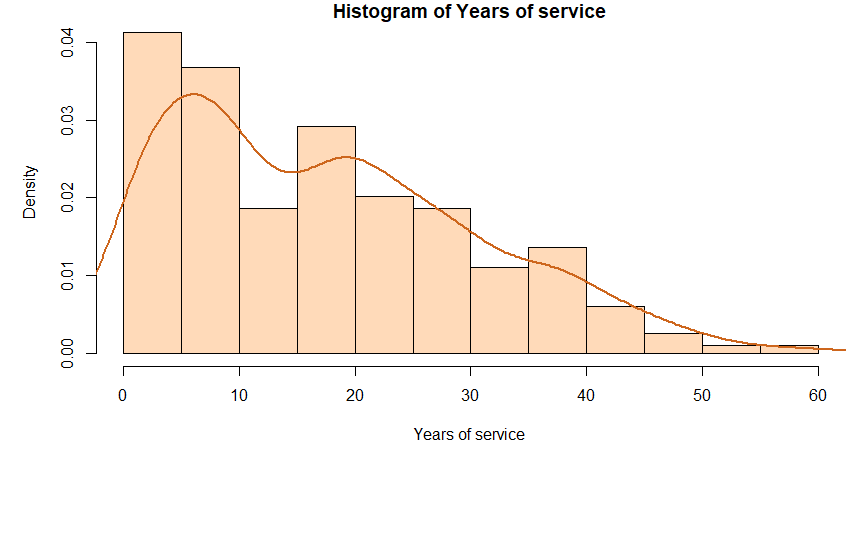 Histogram of Years of service
Density
0.04
0.03
0.02
0.01
0.00
0 10 20 30 40 50 60
Years of service